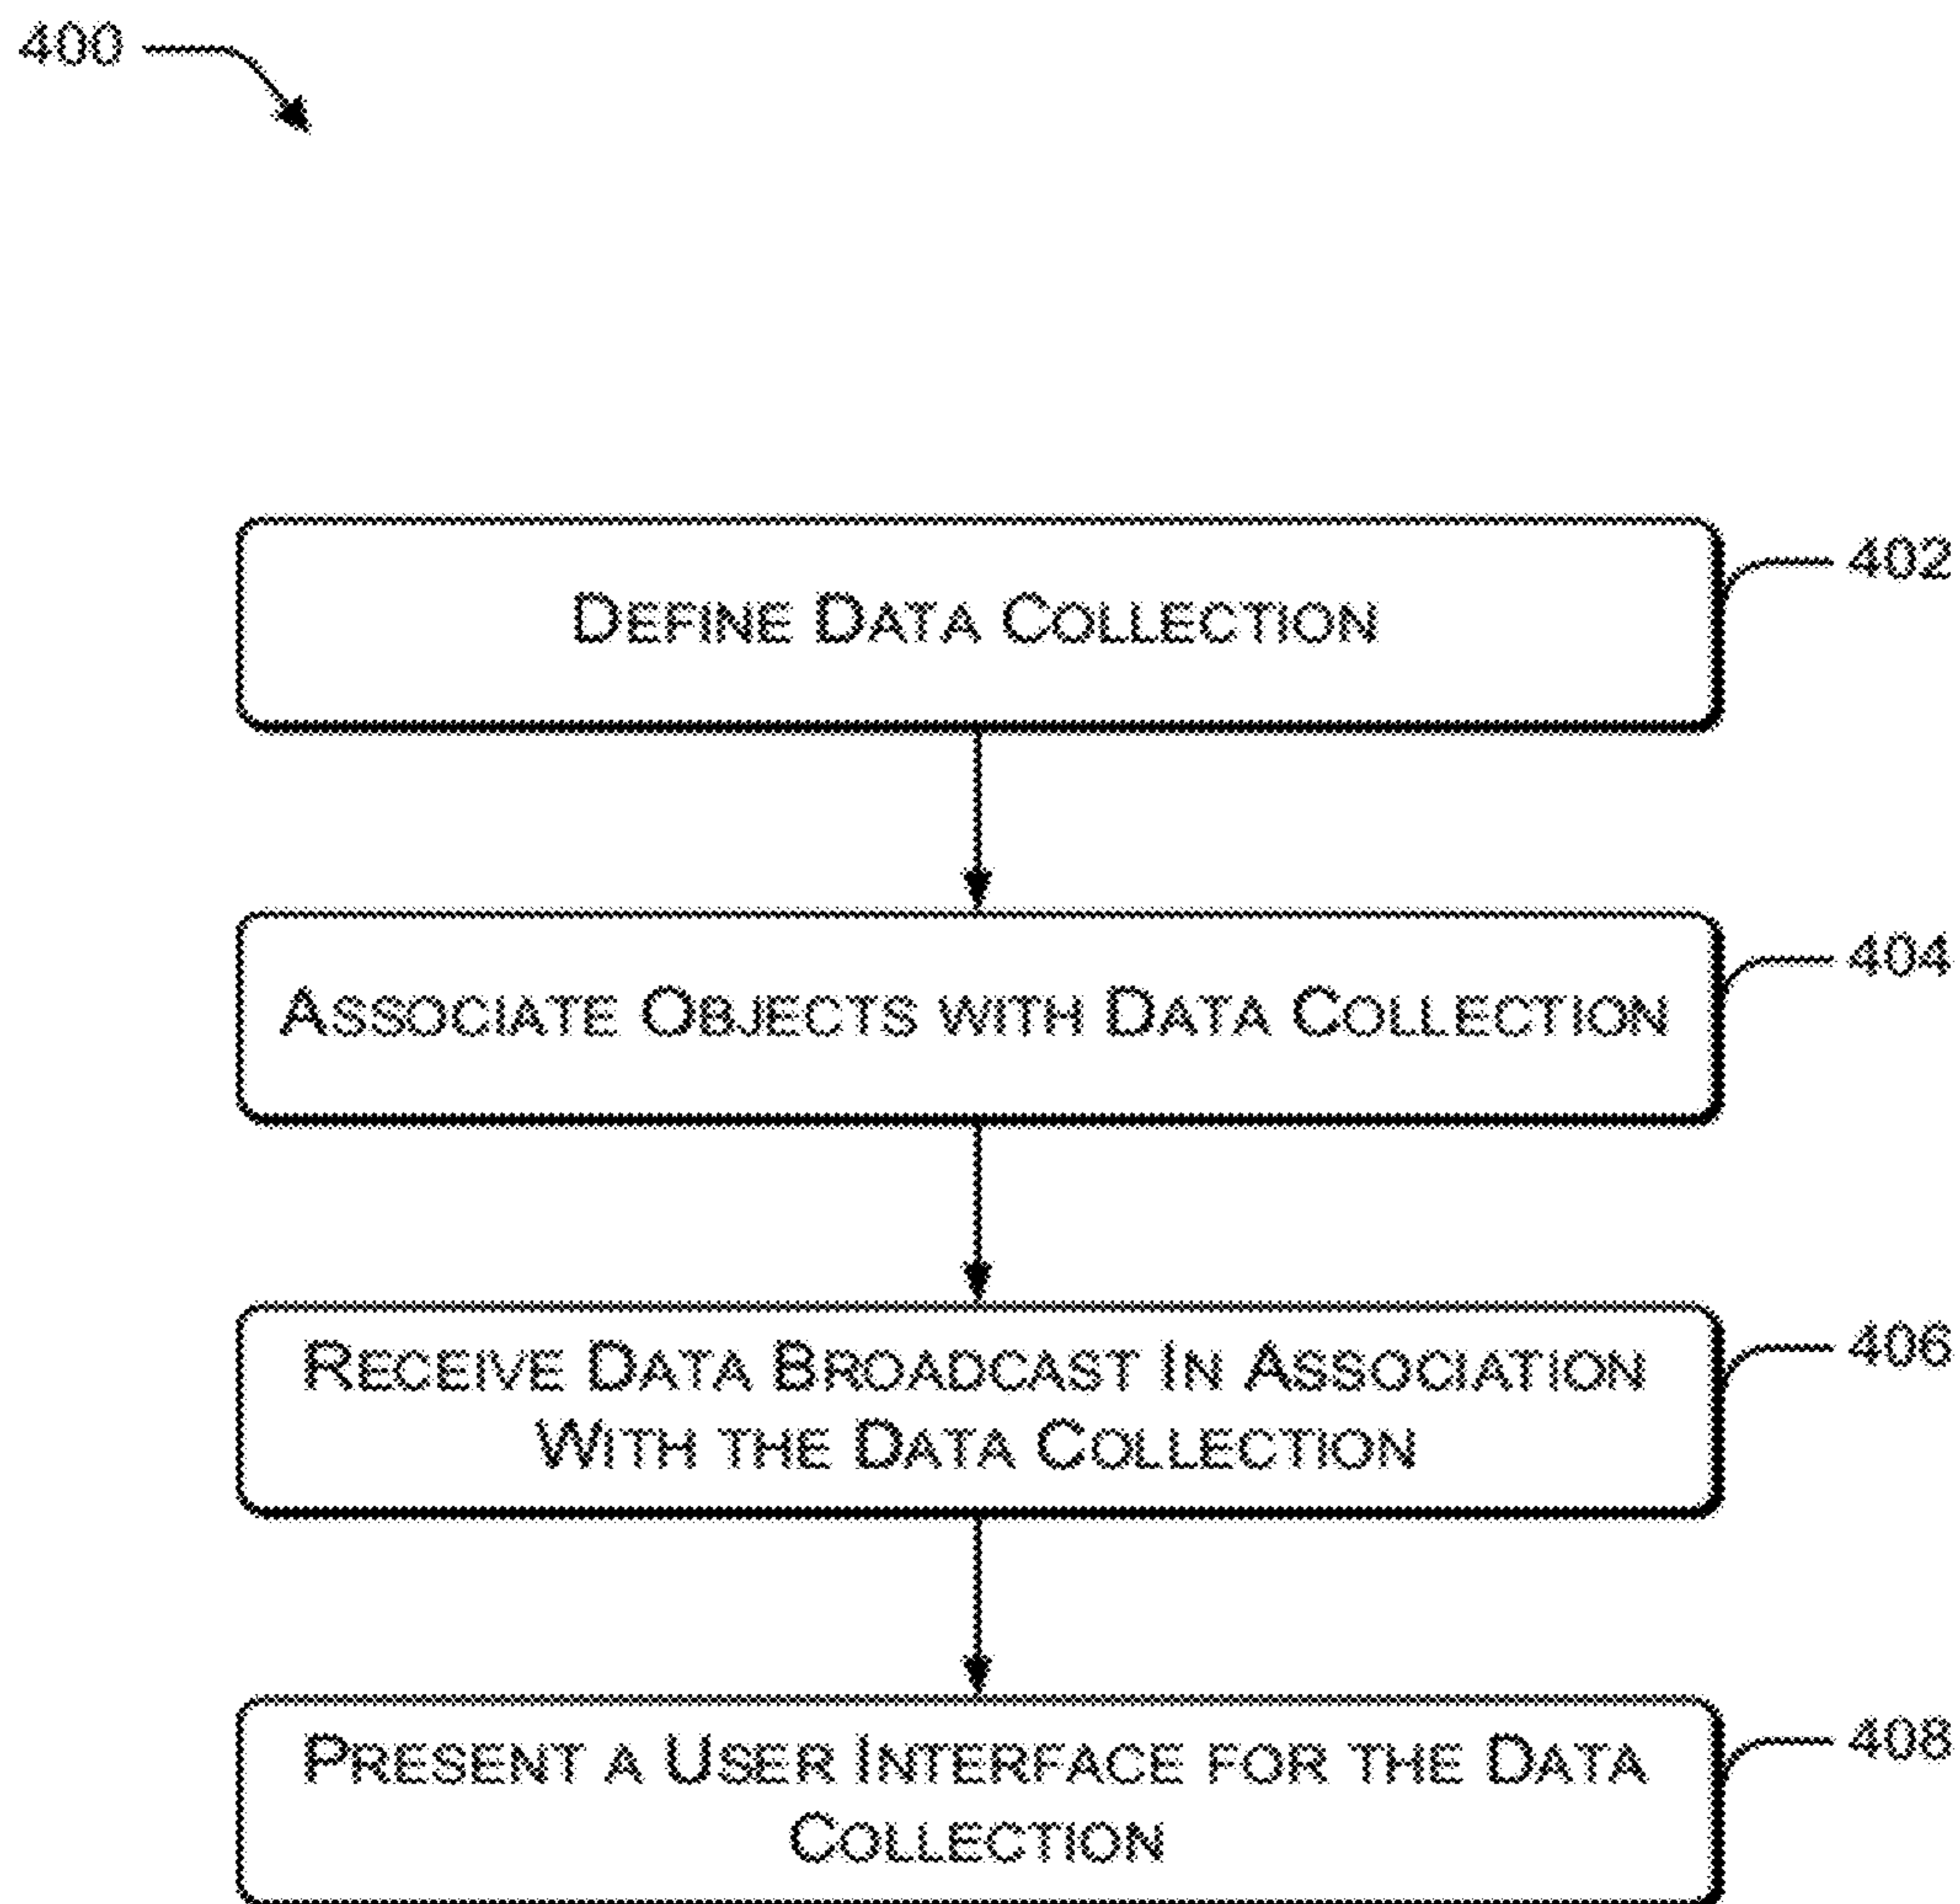 400
DEFINE DATA COLLECTION
402
ASSOCIATE OBJECTS WITH DATA COLLECTION
404
RECEIVE DATA BROADCAST IN ASSOCIATION
WITH THE DATA COLLECTION
406
PRESENT A USER INTERFACE FOR THE DATA
COLLECTION
408